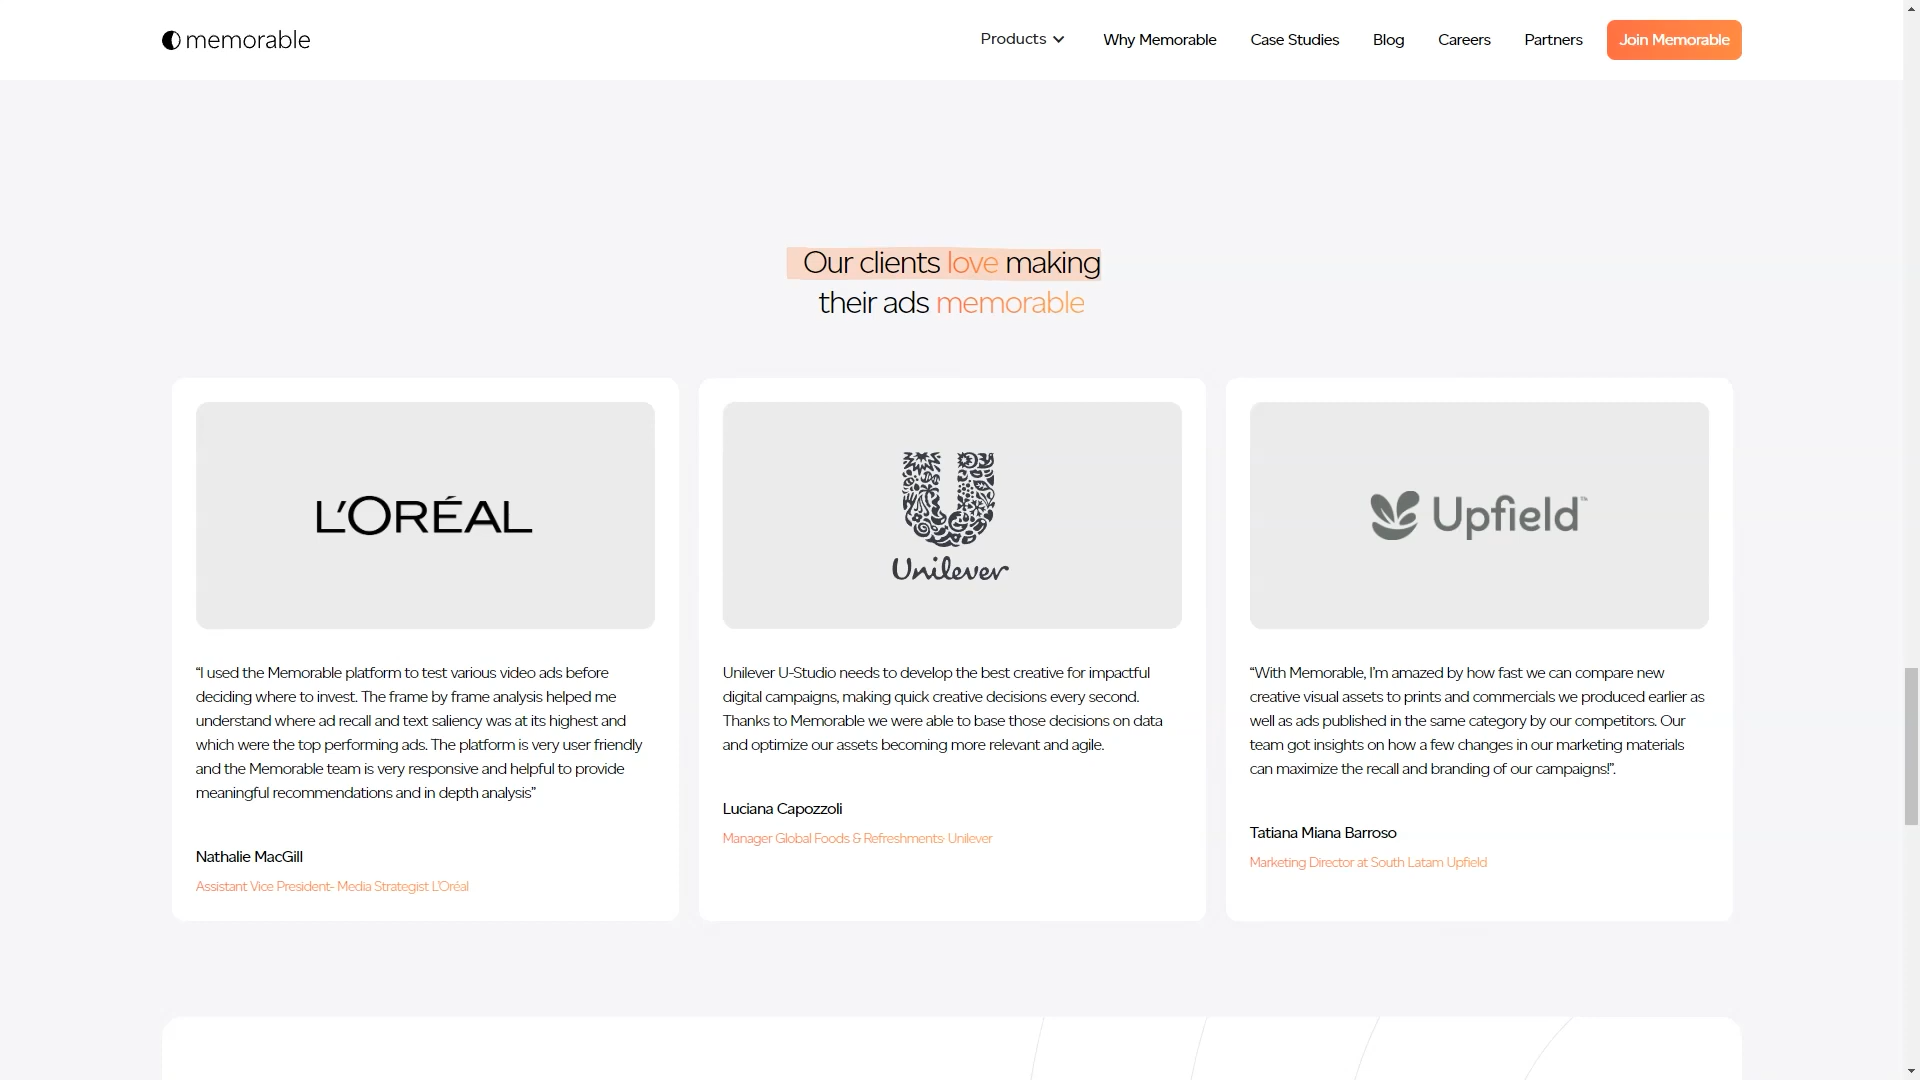 memorable
Products
Why Memorable
Case Studies
Blog
Careers
Partners
Join Memorable
Our clients love making
their ads memorable
L'ORÉAL
“I used the Memorable platform to test various video ads before
deciding where to invest. The frame by frame analysis helped me
understand where ad recall and text saliency was at its highest and
which were the top performing ads. The platform is very user friendly
and the Memorable team is very responsive and helpful to provide
meaningful recommendations and in depth analysis”
Nathalie MacGill
Assistant Vice President- Media Strategist L'Oréal
Unilever
Unilever U-Studio needs to develop the best creative for impactful
digital campaigns, making quick creative decisions every second.
Thanks to Memorable we were able to base those decisions on data
and optimize our assets becoming more relevant and agile.
Luciana Capozzoli
Manager Global Foods & Refreshments· Unilever
Upfield™
“With Memorable, I'm amazed by how fast we can compare new
creative visual assets to prints and commercials we produced earlier as
well as ads published in the same category by our competitors. Our
team got insights on how a few changes in our marketing materials
can maximize the recall and branding of our campaigns!”.
Tatiana Miana Barroso
Marketing Director at South Latam Upfield